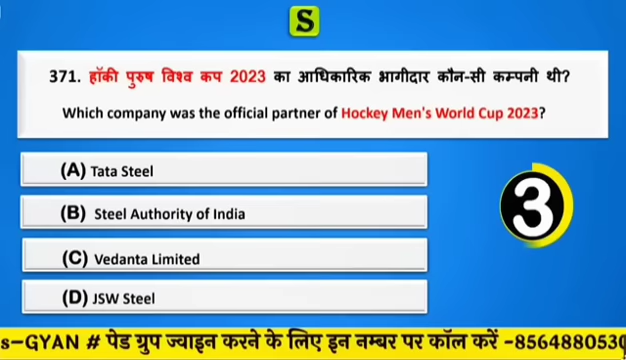 S
371. हॉकी पुरुष विश्व कप 2023 का आधिकारिक भागीदार कौन-सी कम्पनी थी?
Which company was the official partner of Hockey Men's World Cup 2023?
(A) Tata Steel
(B) Steel Authority of India
(C) Vedanta Limited
(D) JSW Steel
3
s-GYAN # पेड ग्रुप ज्वाइन करने के लिए इन नम्बर पर कॉल करें -856488053